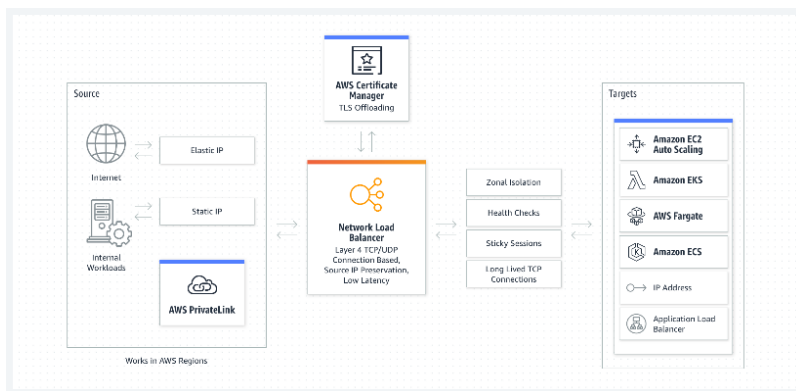 Source
Internet
Elastic IP
Internal
Workloads
Static IP
AWS PrivateLink
Works in AWS Regions
AWS Certificate
Manager
TLS Offloading
Network Load
Balancer
Layer 4 TCP/UDP
Connection Based,
Source IP Preservation,
Low Latency
Zonal Isolation
Health Checks
Sticky Sessions
Long Lived TCP
Connections
Targets
Amazon EC2
Auto Scaling
Amazon EKS
AWS Fargate
Amazon ECS
IP Address
Application Load
Balancer